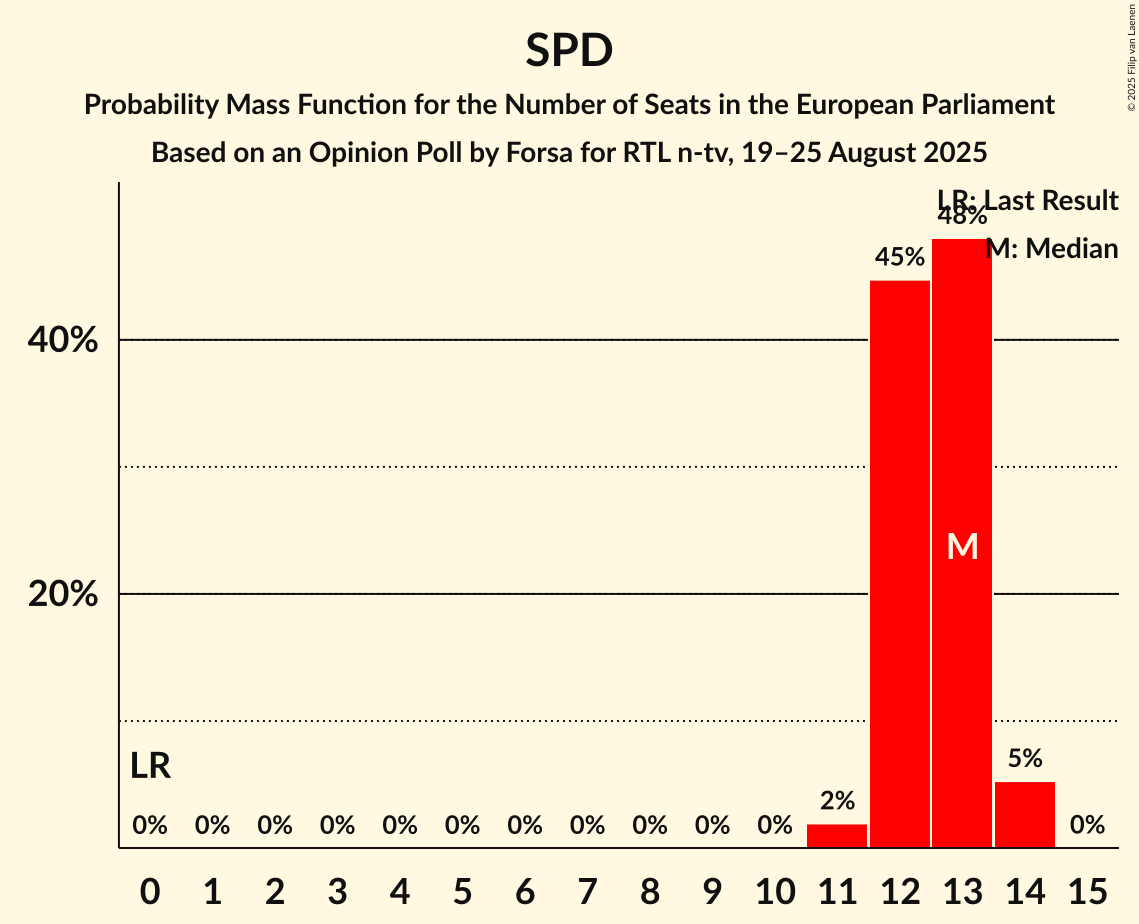 SPD
Probability Mass Function for the Number of Seats in the European Parliament
Based on an Opinion Poll by Forsa for RTL n-tv, 19–25 August 2025
© 2025 Filip van Laenen
LR: Last Result
M: Median
48%
45%
40%
M
20%
LR
5%
2%
0% 0% 0% 0% 0% 0% 0% 0% 0% 0% 0% 0%
0 1 2 3 4 5 6 7 8 9 10 11 12 13 14 15